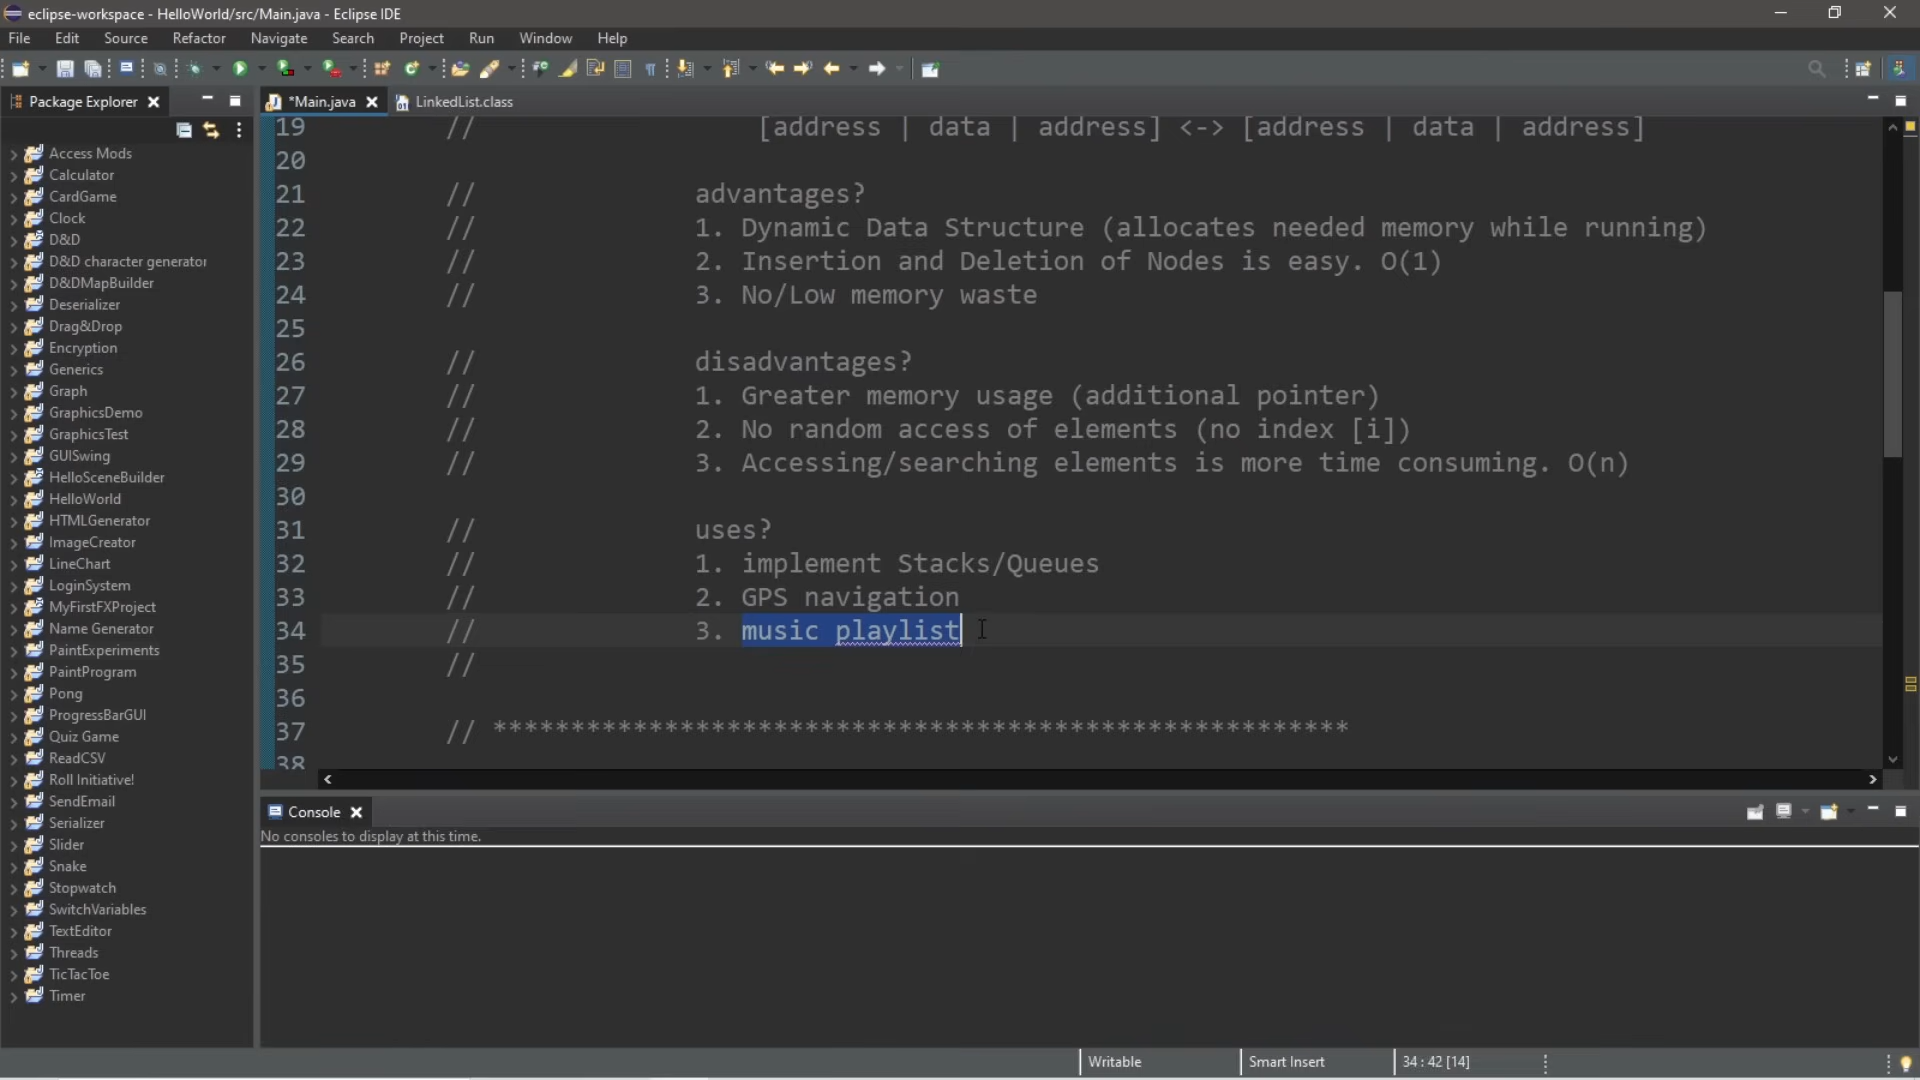 eclipse-workspace - HelloWorld/src/Main.java - Eclipse IDE
File Edit Source Refactor Navigate Search Project Run Window Help
Package Explorer
*Main.java LinkedList.class
Access Mods
Calculator
CardGame
Clock
D&D
D&D character generator
D&DMapBuilder
Deserializer
Drag&Drop
Encryption
Generics
Graph
GraphicsDemo
GraphicsTest
GUISwing
HelloSceneBuilder
HelloWorld
HTMLGenerator
ImageCreator
LineChart
LoginSystem
MyFirstFXProject
Name Generator
PaintExperiments
PaintProgram
Pong
ProgressBarGUI
Quiz Game
ReadCSV
Roll Initiative!
SendEmail
Serializer
Slider
Snake
Stopwatch
SwitchVariables
TextEditor
Threads
TicTacToe
Timer
19 // [address | data | address] <-> [address | data | address]
20
21 // advantages?
22 // 1. Dynamic Data Structure (allocates needed memory while running)
23 // 2. Insertion and Deletion of Nodes is easy. O(1)
24 // 3. No/Low memory waste
25
26 // disadvantages?
27 // 1. Greater memory usage (additional pointer)
28 // 2. No random access of elements (no index [i])
29 // 3. Accessing/searching elements is more time consuming. O(n)
30
31 // uses?
32 // 1. implement Stacks/Queues
33 // 2. GPS navigation
34 // 3. music playlist
35 //
36
37 // *******************************************************
38
Console
No consoles to display at this time.
Writable Smart Insert 34 : 42 [14]